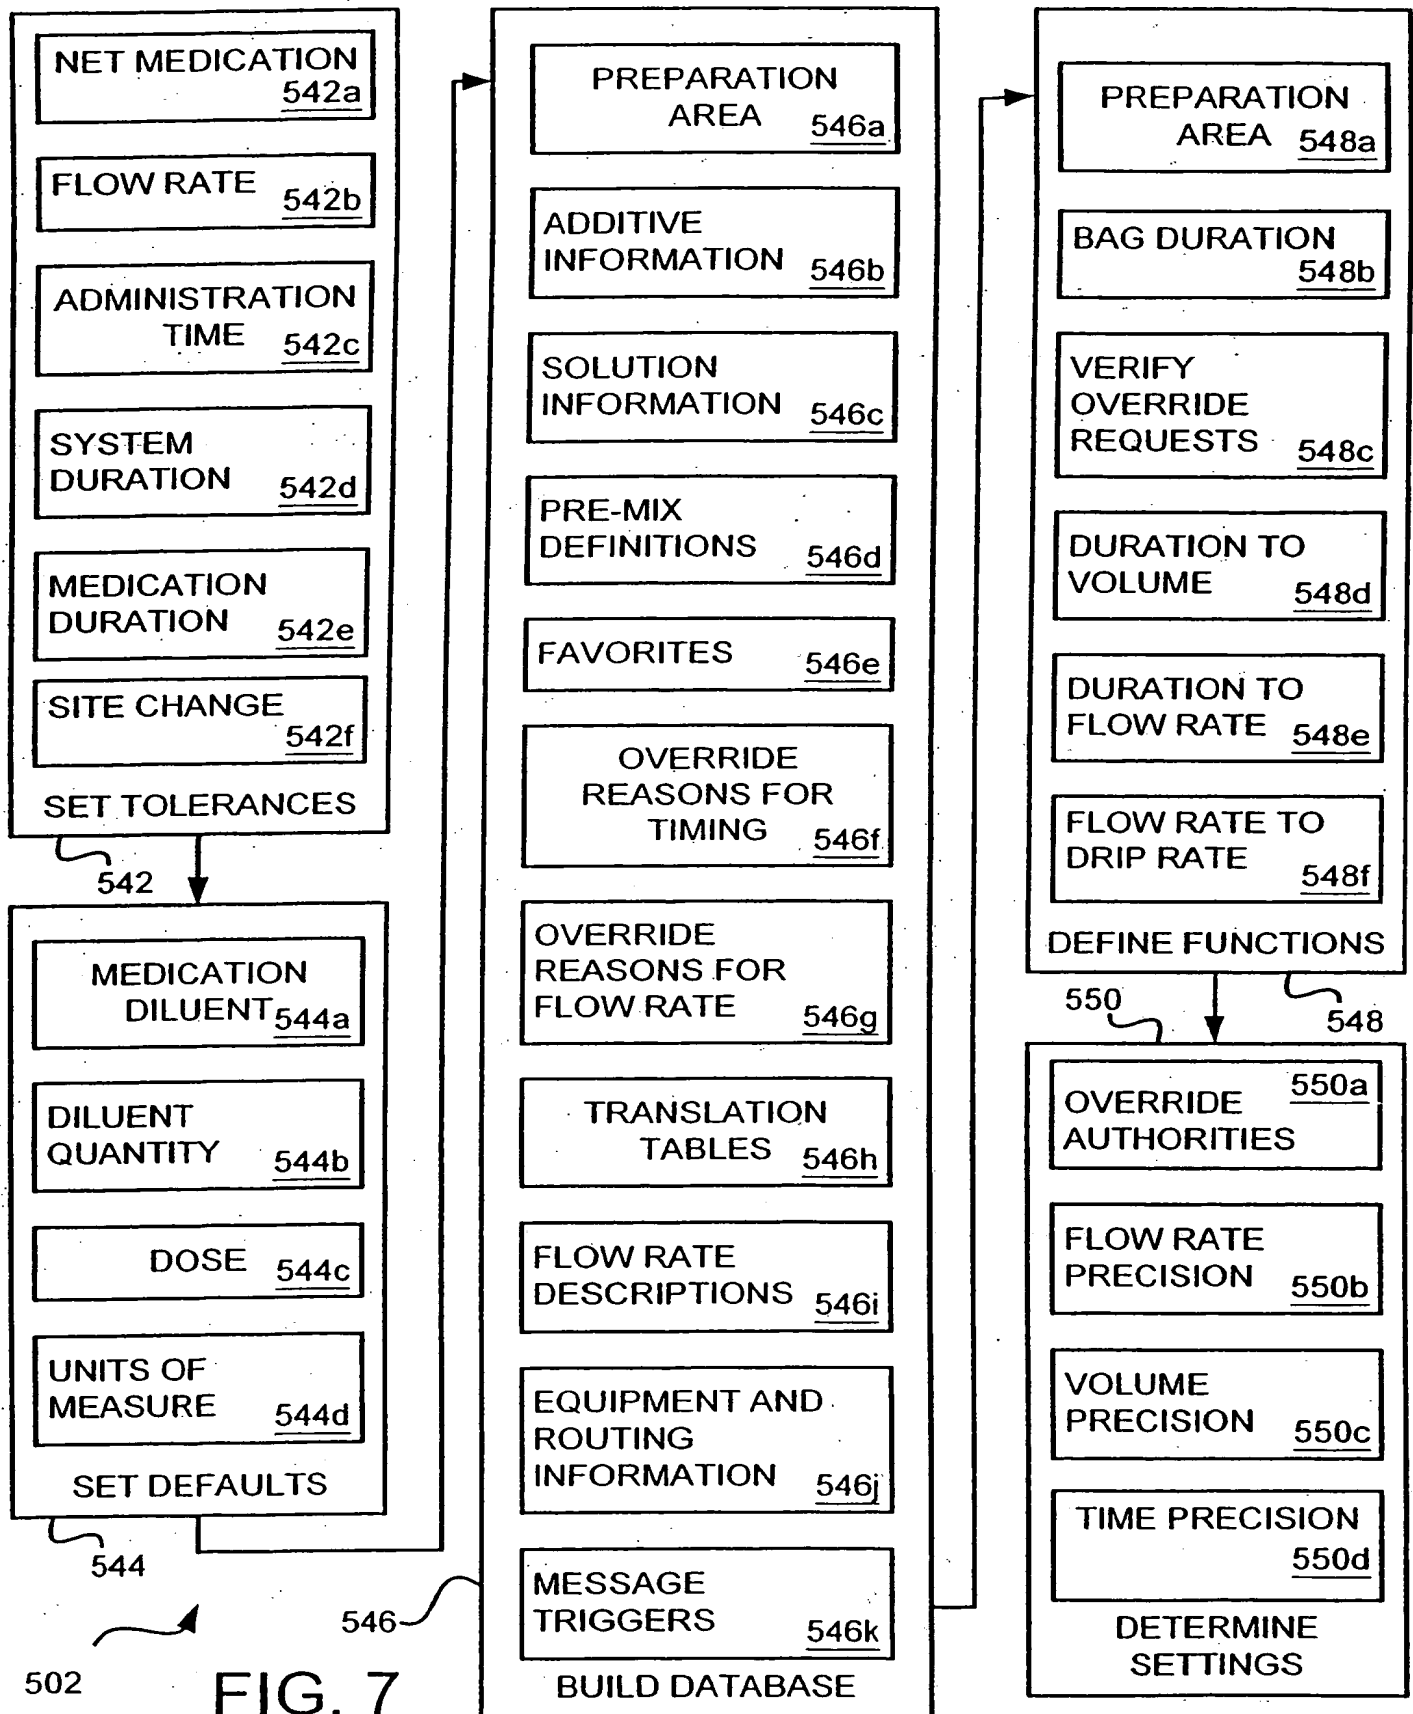 NET MEDICATION
542a
FLOW RATE
542b
ADMINISTRATION
TIME
542c
SYSTEM
DURATION
542d
MEDICATION
DURATION
542e
SITE CHANGE
542f
SET TOLERANCES
542
MEDICATION
DILUENT
544a
DILUENT
QUANTITY
544b
DOSE
544c
UNITS OF
MEASURE
544d
SET DEFAULTS
544
502
FIG. 7
PREPARATION
AREA
546a
ADDITIVE
INFORMATION
546b
SOLUTION
INFORMATION
546c
PRE-MIX
DEFINITIONS
546d
FAVORITES
546e
OVERRIDE
REASONS FOR
TIMING
546f
OVERRIDE
REASONS FOR
FLOW RATE
546g
TRANSLATION
TABLES
546h
FLOW RATE
DESCRIPTIONS
546i
EQUIPMENT AND
ROUTING
INFORMATION
546j
MESSAGE
TRIGGERS
546k
BUILD DATABASE
546
PREPARATION
AREA
548a
BAG DURATION
548b
VERIFY
OVERRIDE
REQUESTS
548c
DURATION TO
VOLUME
548d
DURATION TO
FLOW RATE
548e
FLOW RATE TO
DRIP RATE
548f
DEFINE FUNCTIONS
548
550
550a
OVERRIDE
AUTHORITIES
FLOW RATE
PRECISION
550b
VOLUME
PRECISION
550c
TIME PRECISION
550d
DETERMINE
SETTINGS